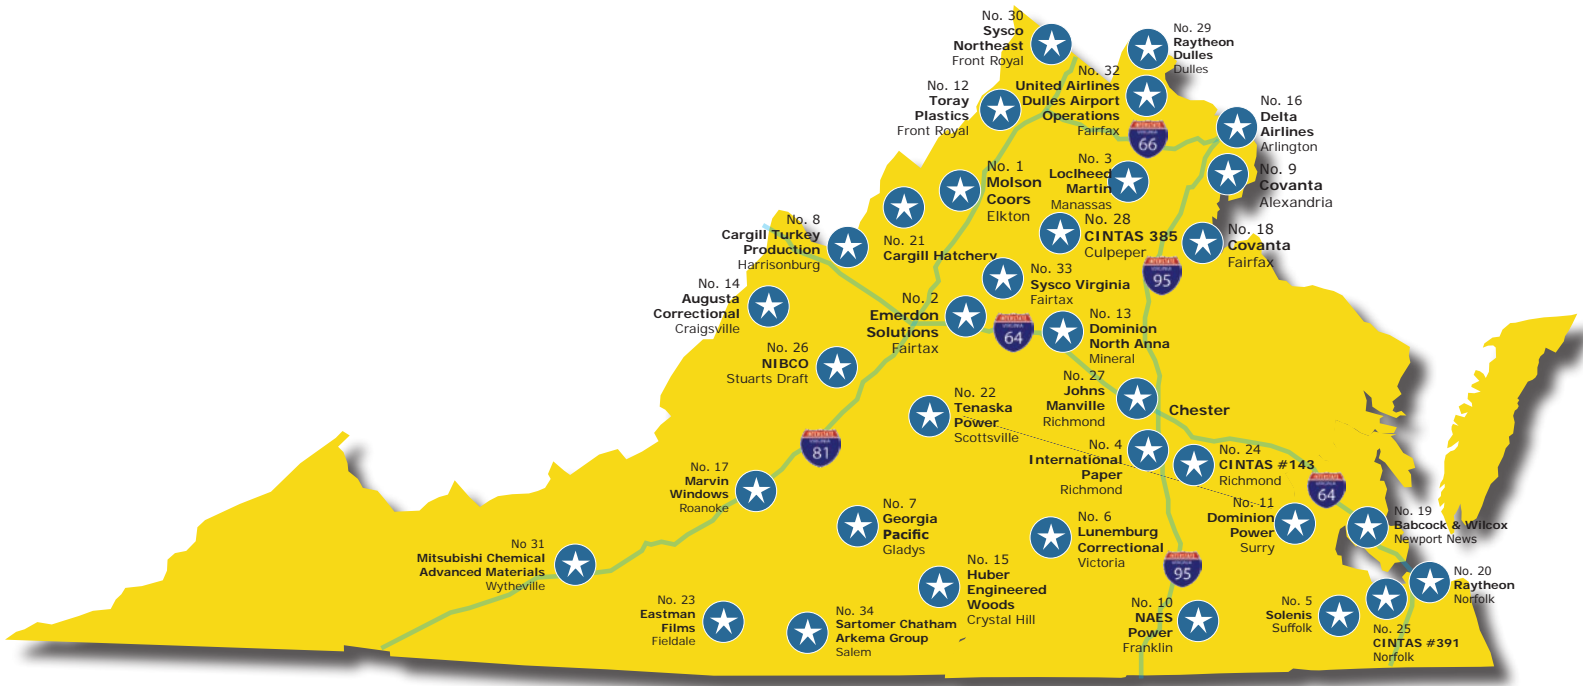 No. 30
Sysco
Northeast
Front Royal
No. 29
Raytheon
Dulles
Dulles
No. 32
United Airlines
Dulles Airport
Operations
Fairfax
No. 12
Toray
Plastics
Front Royal
No. 16
Delta
Airlines
Arlington
VIRGINIA
66
No. 1
Molson
Coors
Elkton
No. 3
Loclheed
Martin
Manassas
No. 9
Covanta
Alexandria
No. 8
Cargill Turkey
Production
Harrisonburg
No. 21
Cargill Hatchery
No. 28
CINTAS 385
Culpeper
No. 18
Covanta
Fairfax
No. 33
Sysco Virginia
Fairtax
VIRGINIA
95
No. 14
Augusta
Correctional
Craigsville
No. 2
Emerdon
Solutions
Fairtax
VIRGINIA
64
No. 13
Dominion
North Anna
Mineral
No. 26
NIBCO
Stuarts Draft
No. 22
Tenaska
Power
Scottsville
No. 27
Johns
Manville
Richmond
Chester
VIRGINIA
81
No. 4
International
Paper
Richmond
No. 24
CINTAS #143
Richmond
VIRGINIA
64
No. 17
Marvin
Windows
Roanoke
No. 7
Georgia
Pacific
Gladys
No. 6
Lunemburg
Correctional
Victoria
No. 11
Dominion
Power
Surry
No. 19
Babcock & Wilcox
Newport News
No 31
Mitsubishi Chemical
Advanced Materials
Wytheville
No. 15
Huber
Engineered
Woods
Crystal Hill
VIRGINIA
95
No. 20
Raytheon
Norfolk
No. 23
Eastman
Films
Fieldale
No. 34
Sartomer Chatham
Arkema Group
Salem
No. 10
NAES
Power
Franklin
No. 5
Solenis
Suffolk
No. 25
CINTAS #391
Norfolk